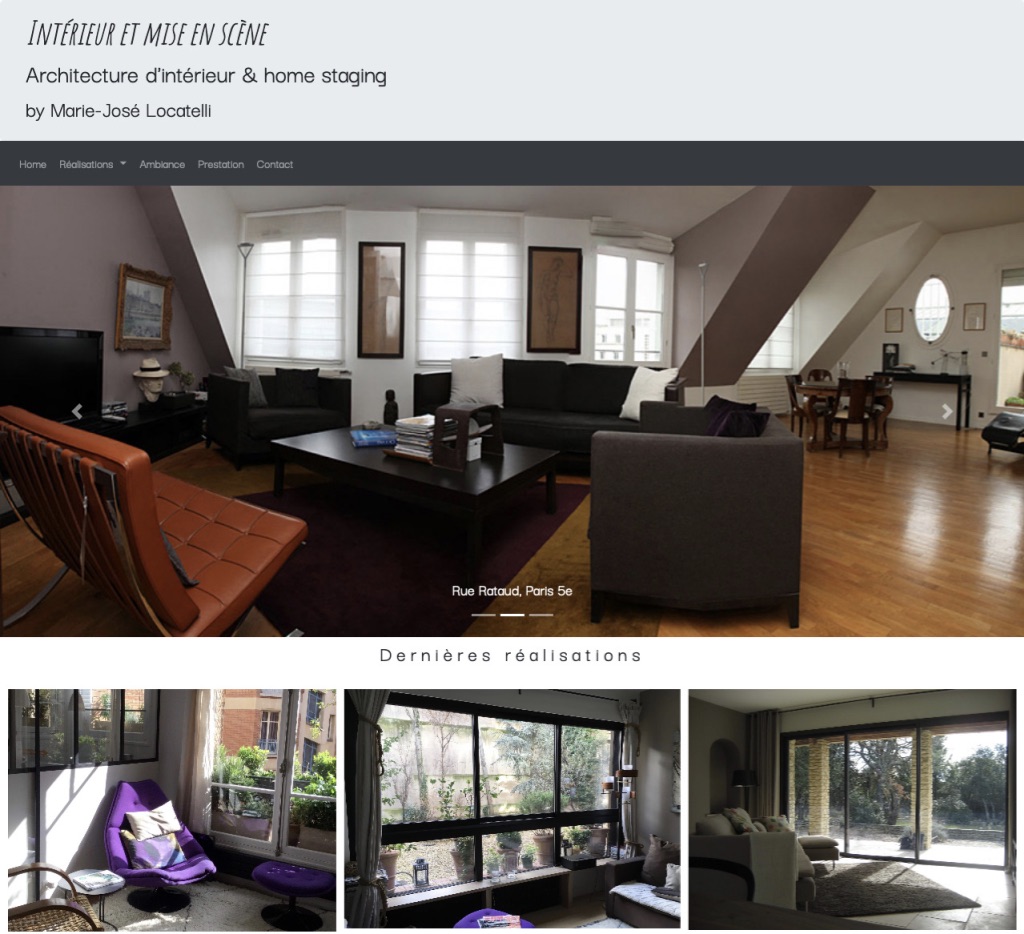 Intérieur et mise en scène
Architecture d'intérieur & home staging
by Marie-José Locatelli
Home Réalisations Ambiance Prestation Contact
Rue Rataud, Paris 5e
Dernières réalisations